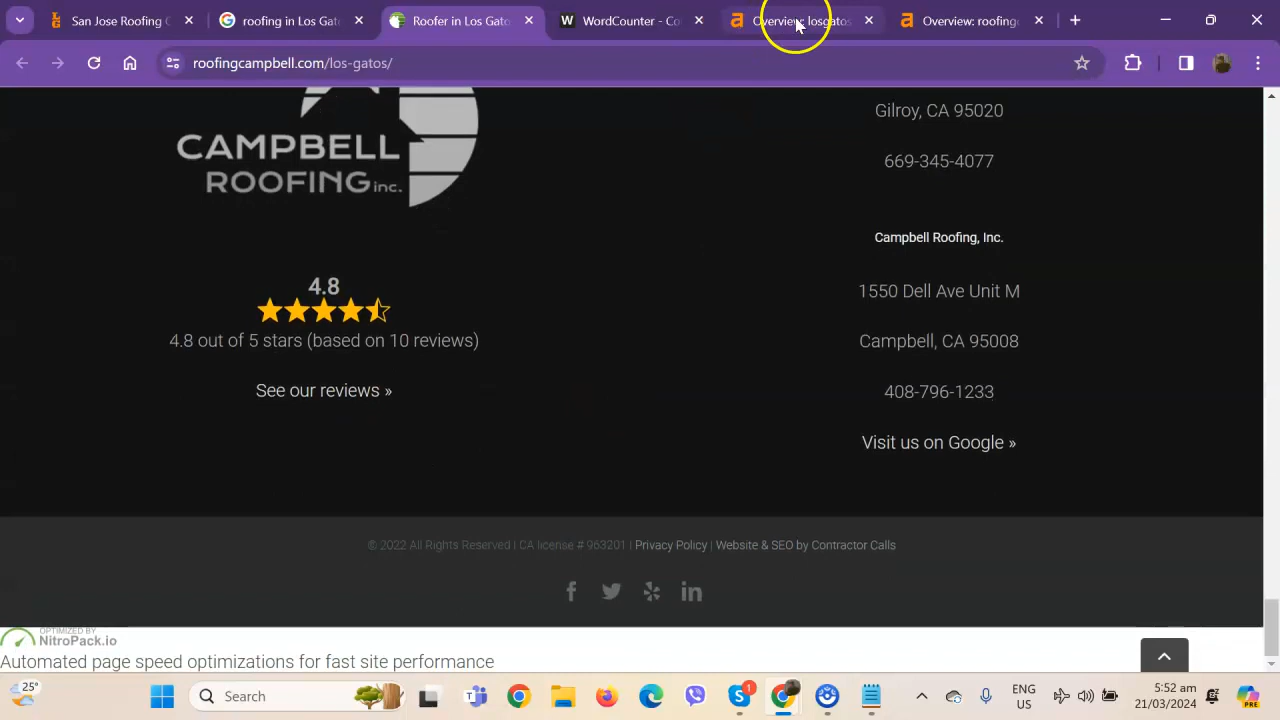 San Jose Roofing C
roofing in Los Gat
Roofer in Los Gato
WordCounter - Co
Overview: losgatos
Overview: roofing
roofingcampbell.com/los-gatos/
CAMPBELL
ROOFING inc.
4.8
4.8 out of 5 stars (based on 10 reviews)
See our reviews »
Gilroy, CA 95020
669-345-4077
Campbell Roofing, Inc.
1550 Dell Ave Unit M
Campbell, CA 95008
408-796-1233
Visit us on Google »
© 2022 All Rights Reserved | CA license # 963201 | Privacy Policy | Website & SEO by Contractor Calls
OPTIMIZED BY
NitroPack.io
Automated page speed optimizations for fast site performance
25°
Search
1
ENG
US
5:52 am
21/03/2024
PRE